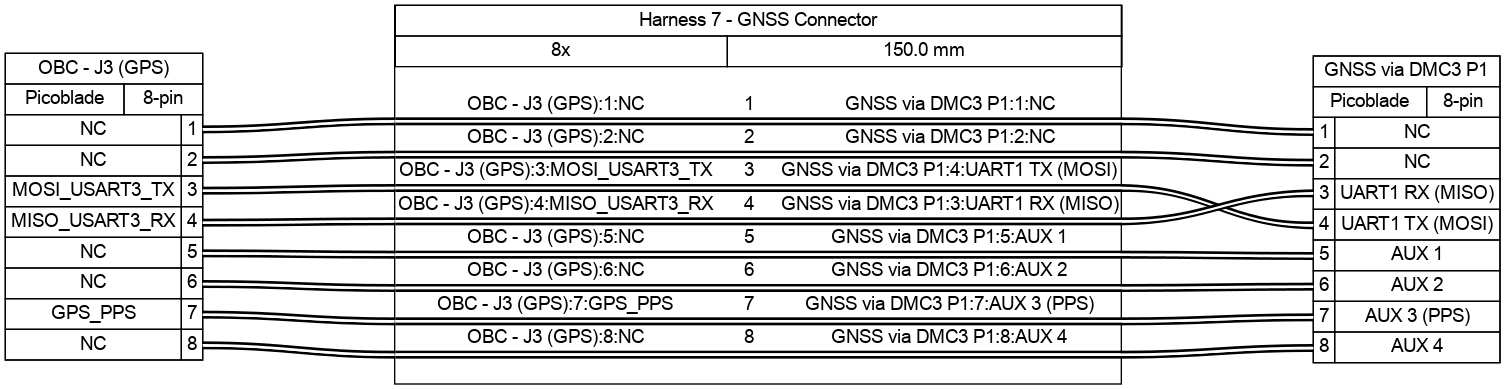 Harness 7 - GNSS Connector
8x 150.0 mm
OBC - J3 (GPS)
Picoblade 8-pin
NC 1
NC 2
MOSI_USART3_TX 3
MISO_USART3_RX 4
NC 5
NC 6
GPS_PPS 7
NC 8
OBC - J3 (GPS):1:NC 1 GNSS via DMC3 P1:1:NC
OBC - J3 (GPS):2:NC 2 GNSS via DMC3 P1:2:NC
OBC - J3 (GPS):3:MOSI_USART3_TX 3 GNSS via DMC3 P1:4:UART1 TX (MOSI)
OBC - J3 (GPS):4:MISO_USART3_RX 4 GNSS via DMC3 P1:3:UART1 RX (MISO)
OBC - J3 (GPS):5:NC 5 GNSS via DMC3 P1:5:AUX 1
OBC - J3 (GPS):6:NC 6 GNSS via DMC3 P1:6:AUX 2
OBC - J3 (GPS):7:GPS_PPS 7 GNSS via DMC3 P1:7:AUX 3 (PPS)
OBC - J3 (GPS):8:NC 8 GNSS via DMC3 P1:8:AUX 4
GNSS via DMC3 P1
Picoblade 8-pin
1 NC
2 NC
3 UART1 RX (MISO)
4 UART1 TX (MOSI)
5 AUX 1
6 AUX 2
7 AUX 3 (PPS)
8 AUX 4